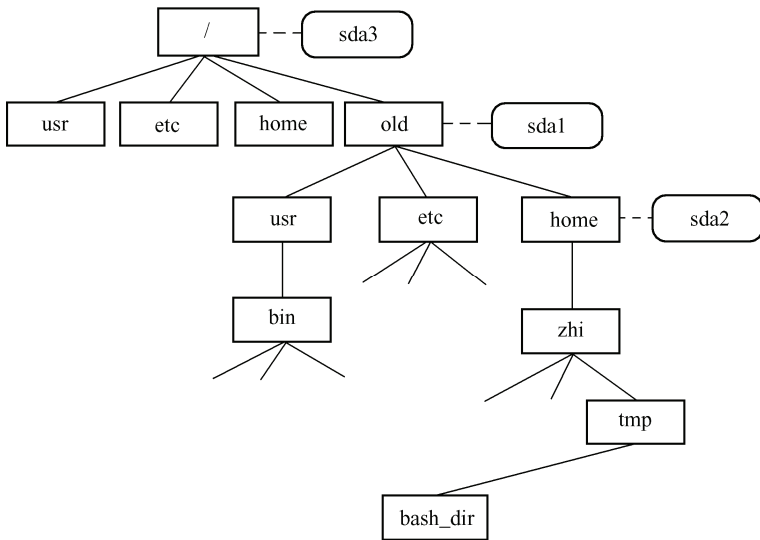 /
sda3
usr
etc
home
old
sda1
usr
etc
home
sda2
bin
zhi
tmp
bash_dir